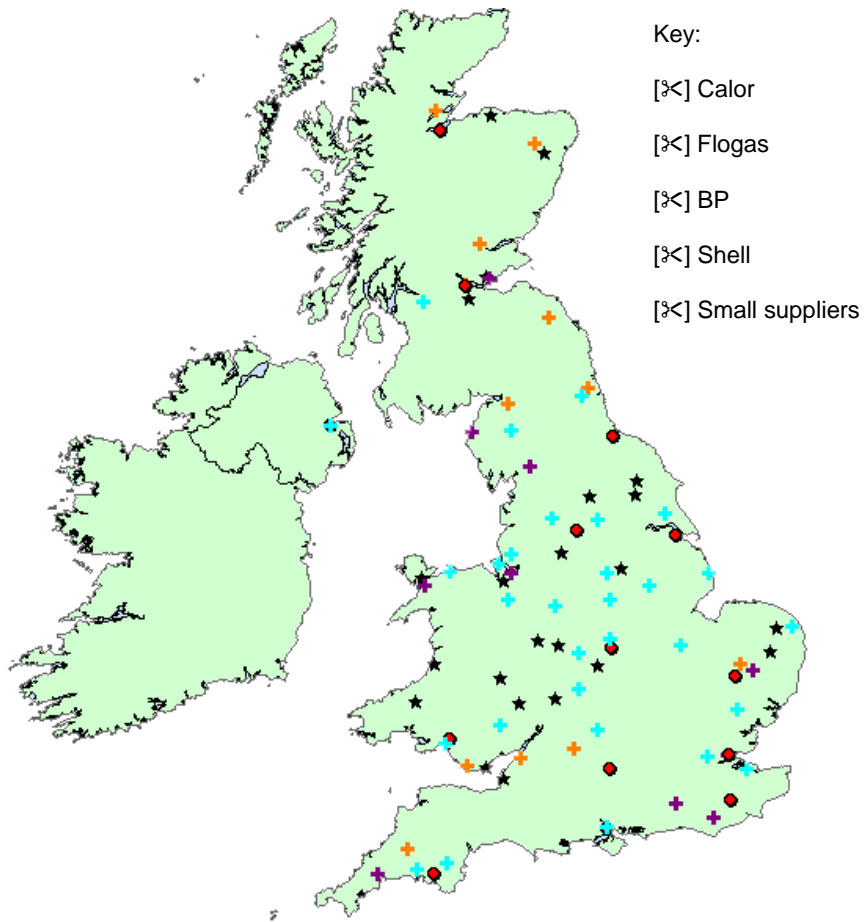 Key:
[✂] Calor
[✂] Flogas
[✂] BP
[✂] Shell
[✂] Small suppliers